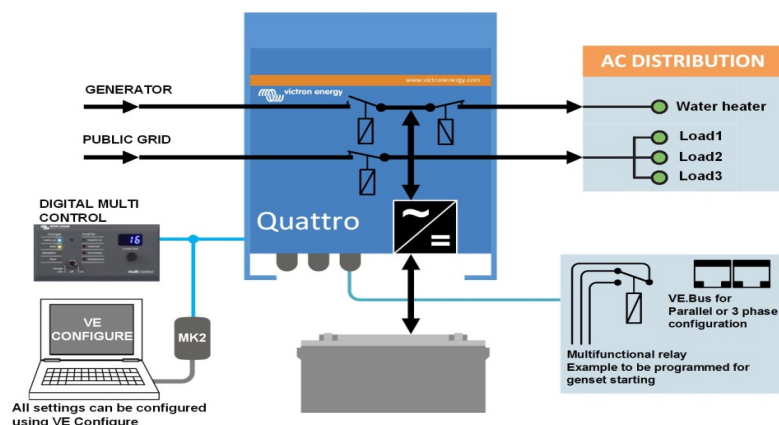 AC DISTRIBUTION
www.victronenergy.com
victron energy
GENERATOR
Water heater
PUBLIC GRID
Load1
Load2
Load3
DIGITAL MULTI
CONTROL
16
multi control
Quattro
VE.Bus for
Parallel or 3 phase
configuration
VE
CONFIGURE
MK2
Multifunctional relay
Example to be programmed for
genset starting
All settings can be configured
using VE Configure